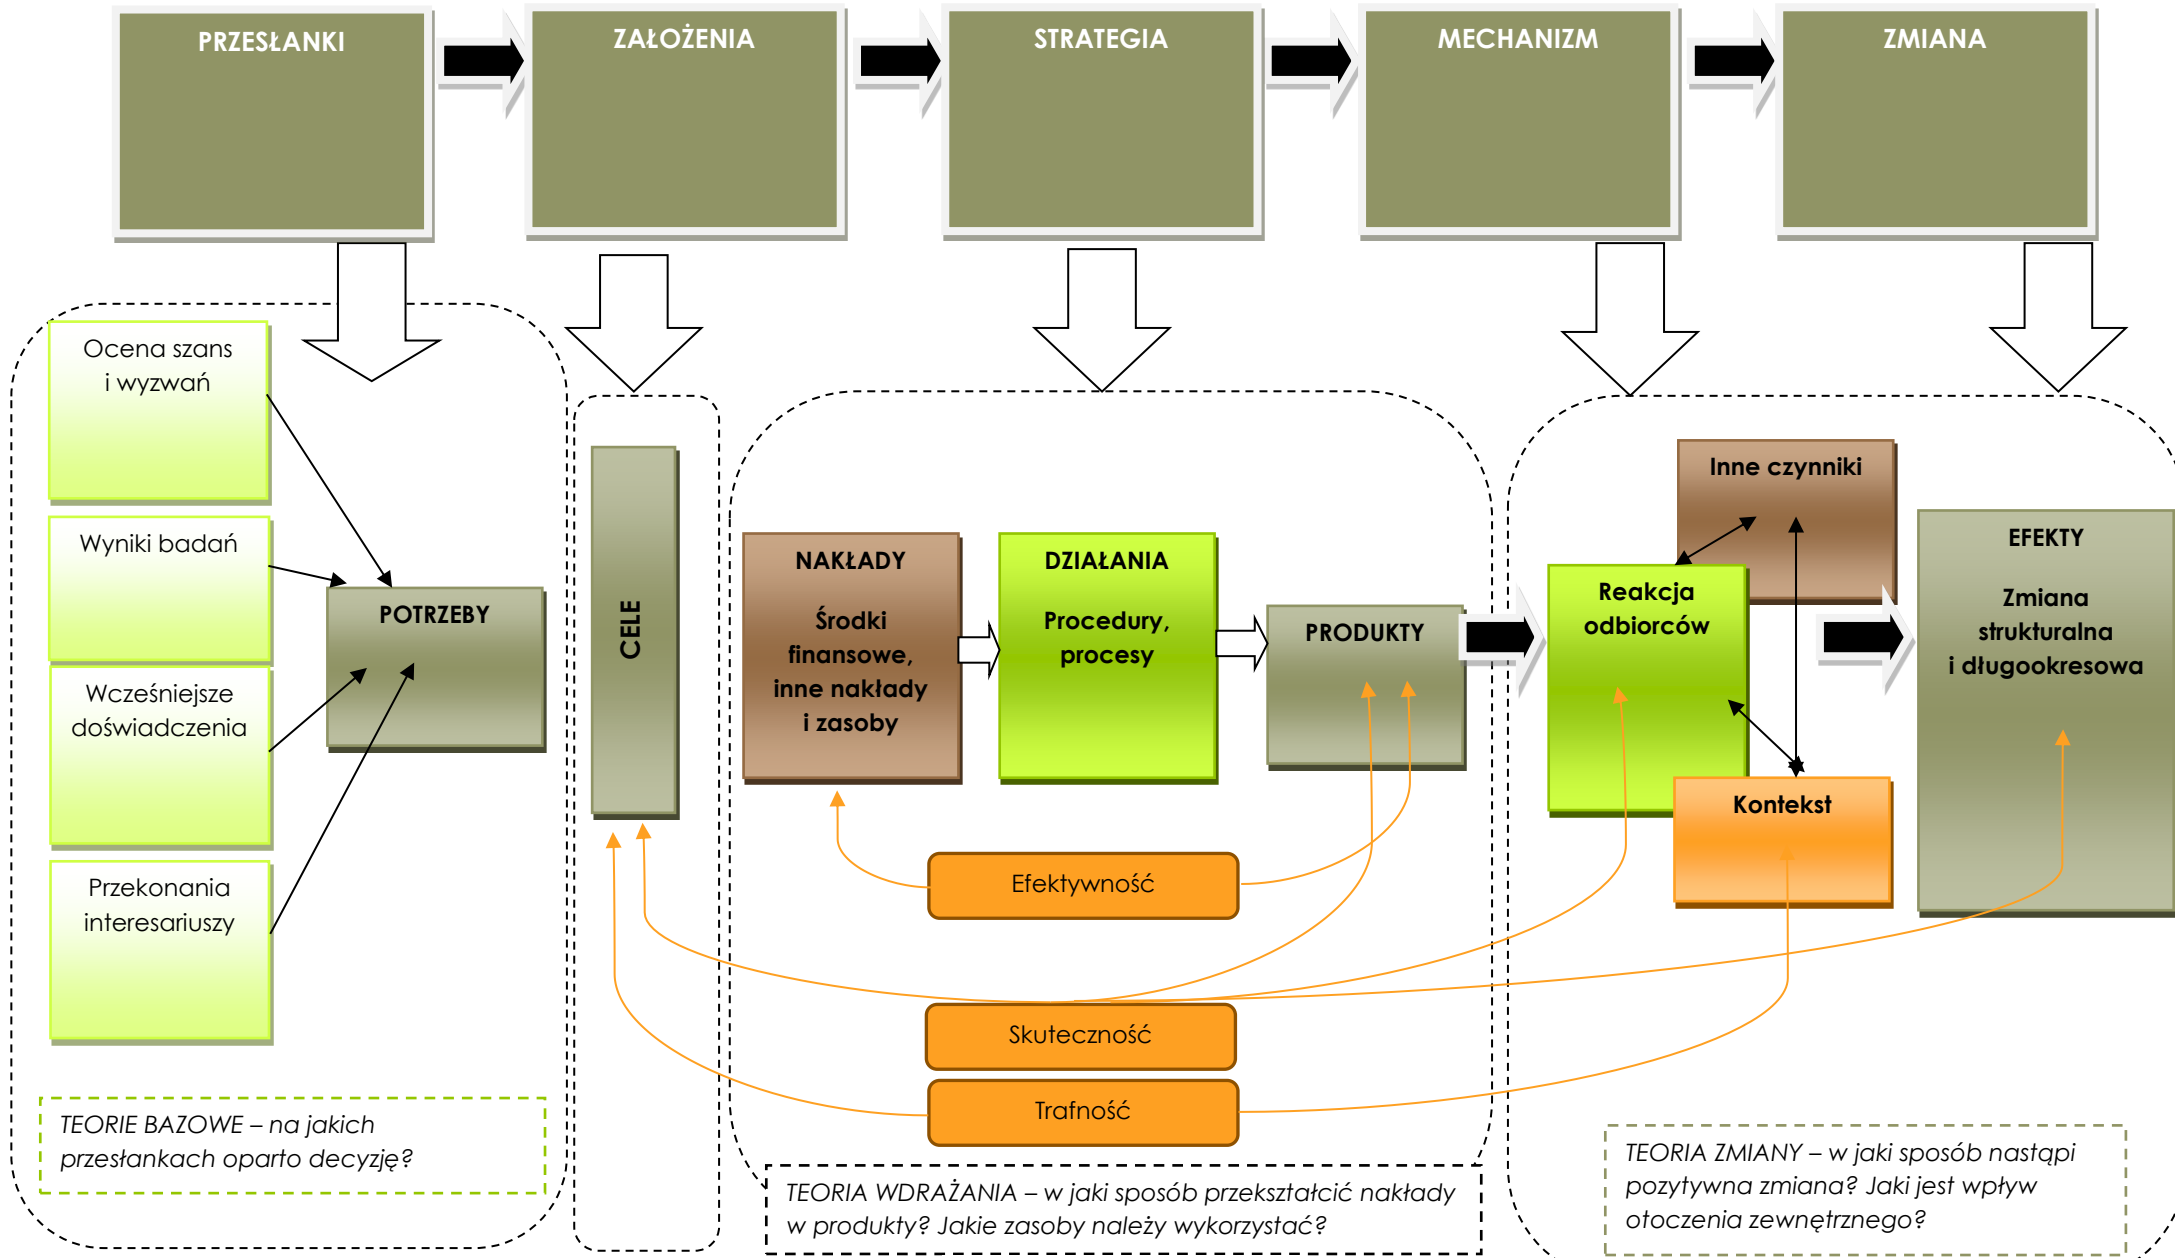 PRZESŁANKI
ZAŁOŻENIA
STRATEGIA
MECHANIZM
ZMIANA
Ocena szans
i wyzwań
Wyniki badań
Wcześniejsze
doświadczenia
Przekonania
interesariuszy
POTRZEBY
CELE
NAKŁADY
Środki
finansowe,
inne nakłady
i zasoby
DZIAŁANIA
Procedury,
procesy
PRODUKTY
Inne czynniki
Reakcja
odbiorców
Kontekst
EFEKTY
Zmiana
strukturalna
i długookresowa
Efektywność
Skuteczność
Trafność
TEORIE BAZOWE – na jakich
przesłankach oparto decyzję?
TEORIA WDRAŻANIA – w jaki sposób przekształcić nakłady
w produkty? Jakie zasoby należy wykorzystać?
TEORIA ZMIANY – w jaki sposób nastąpi
pozytywna zmiana? Jaki jest wpływ
otoczenia zewnętrznego?